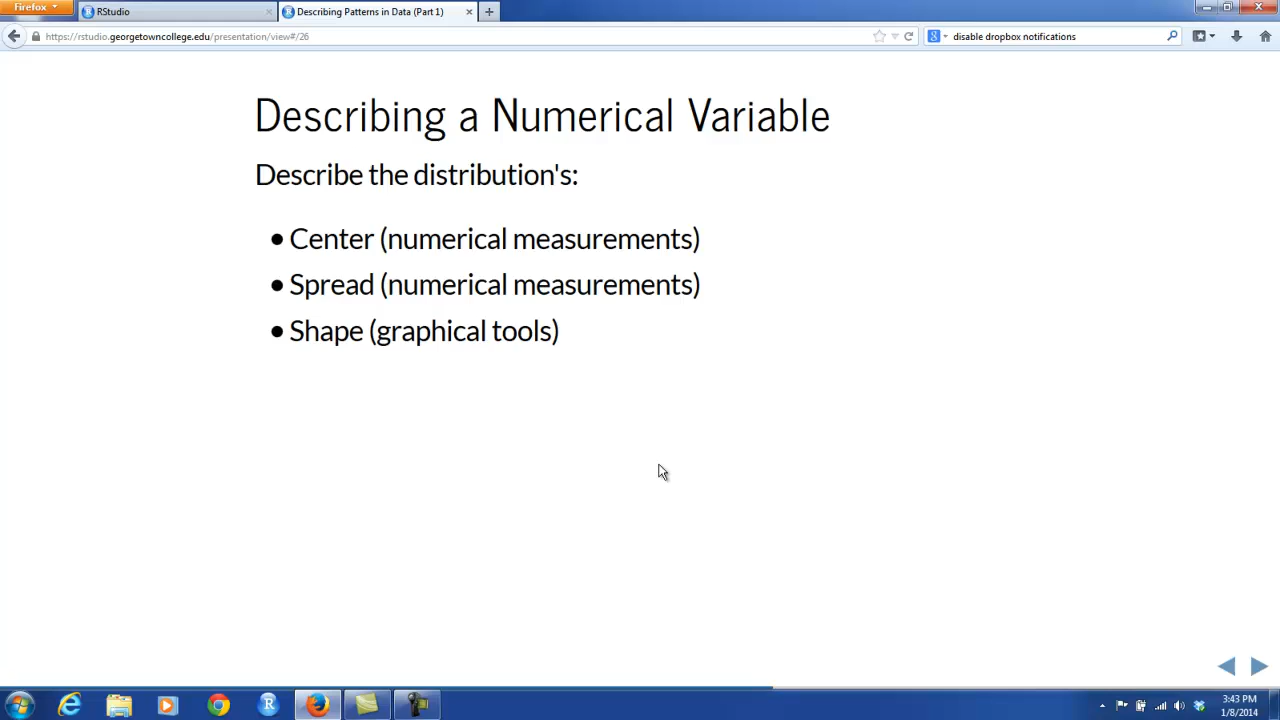 Firefox
RStudio
Describing Patterns in Data (Part 1)
https://rstudio.georgetowncollege.edu/presentation/view#/26
disable dropbox notifications
Describing a Numerical Variable
Describe the distribution's:
• Center (numerical measurements)
• Spread (numerical measurements)
• Shape (graphical tools)
3:43 PM
1/8/2014